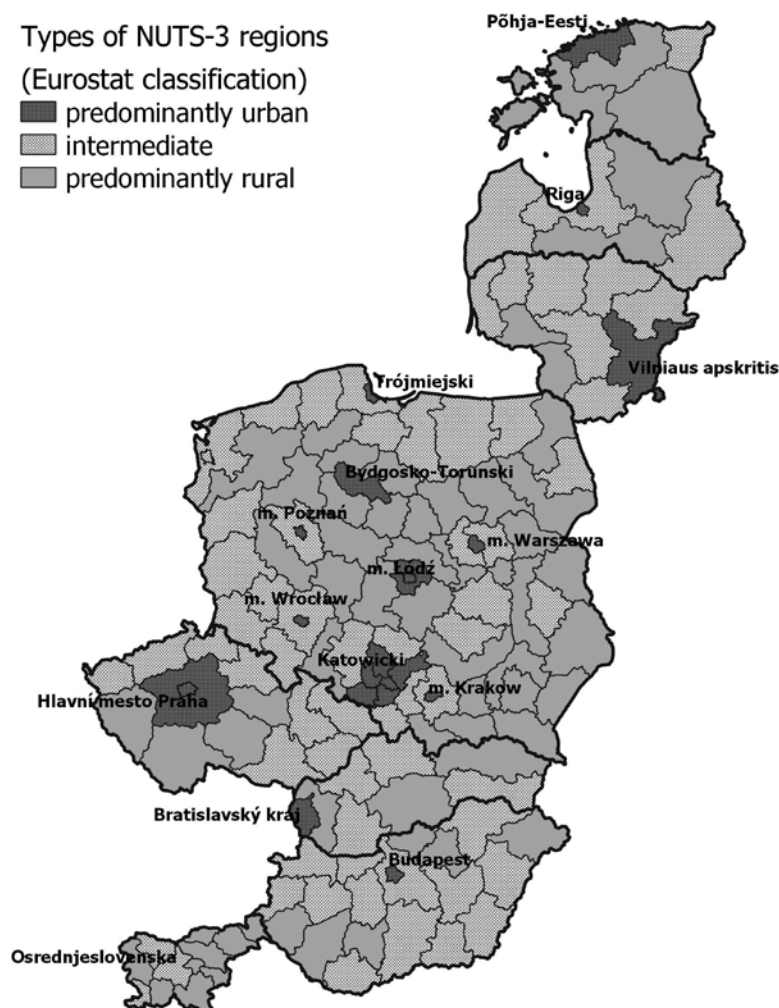 Types of NUTS-3 regions
(Eurostat classification)
predominantly urban
intermediate
predominantly rural
Põhja-Eesti
Riga
Vilniaus apskritis
Trójmiejski
Bydgosko-Torunski
m. Poznań
m. Warszawa
m. Łódź
m. Wrocław
Katowicki
m. Krakow
Hlavní mesto Praha
Bratislavský kraj
Budapest
Osrednjeslovenska